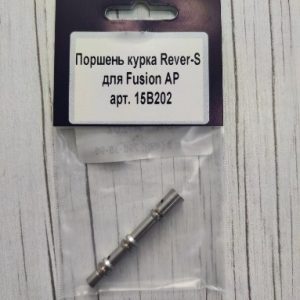 Поршень курка Rever-S
для Fusion AP
арт. 15B202